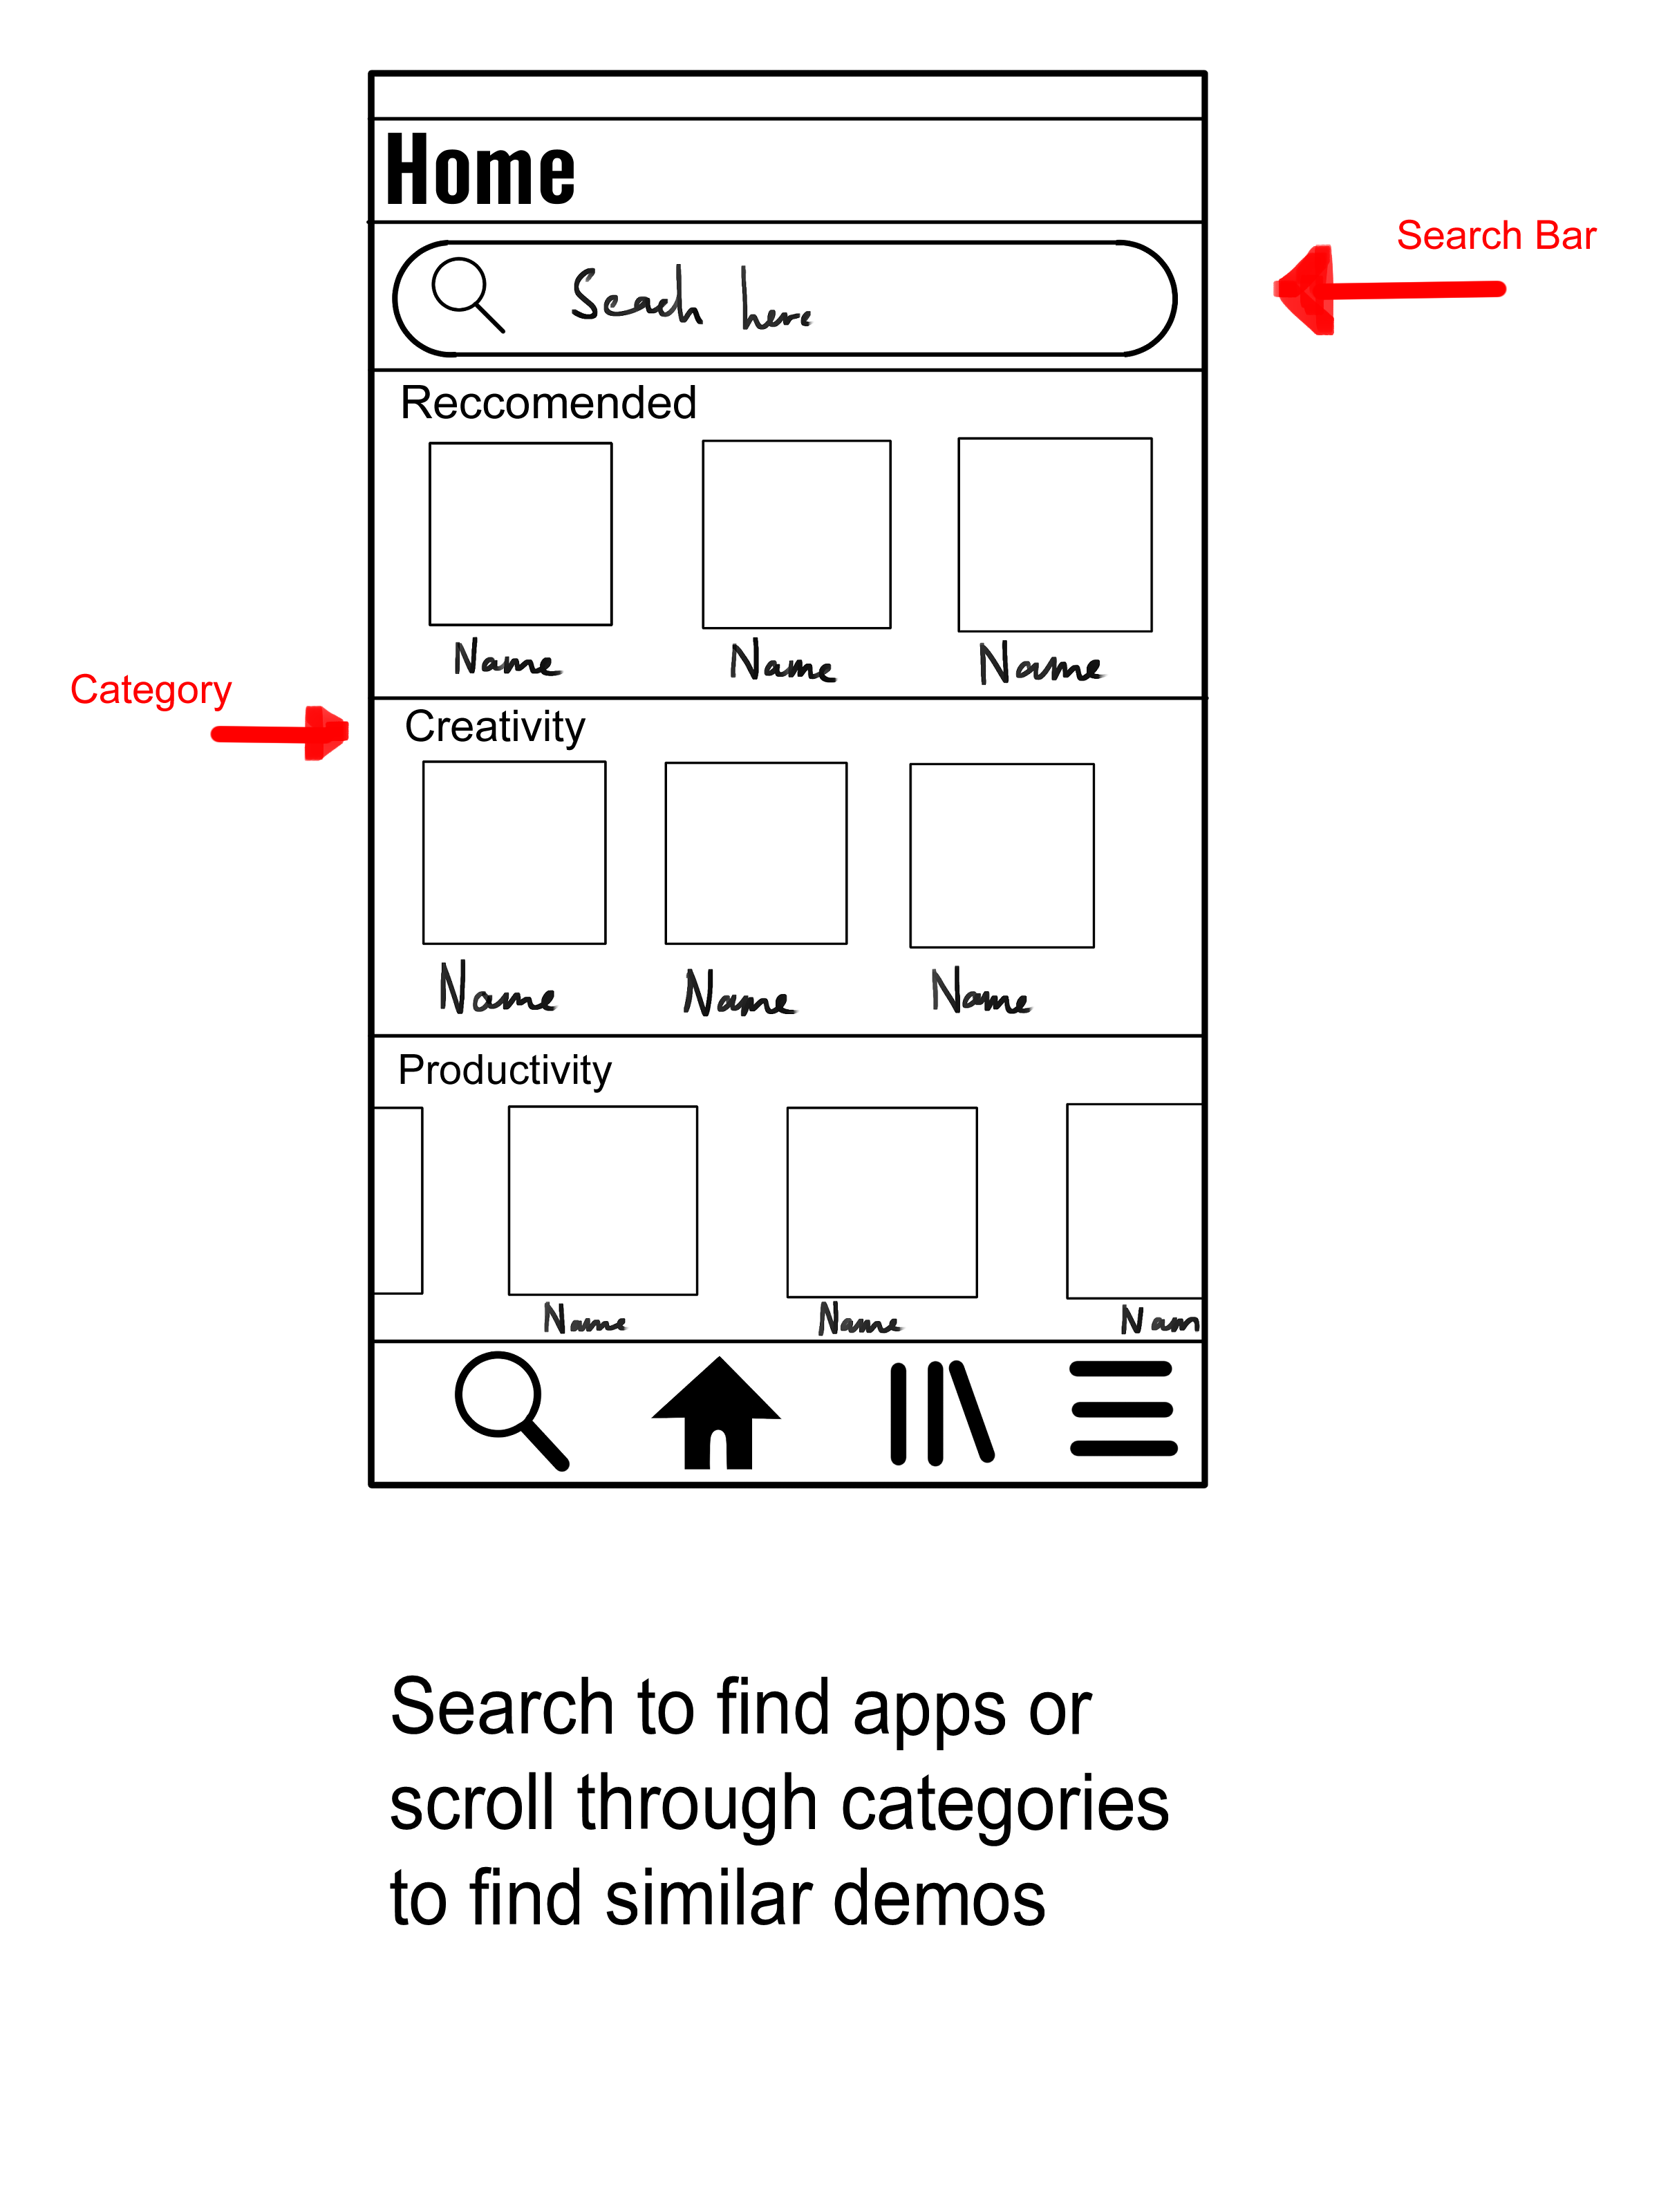 Home
Search Bar
Seach here
Reccomended
Name Name Name
Category
Creativity
Name Name Name
Productivity
Name Name Nam
Search to find apps or
scroll through categories
to find similar demos